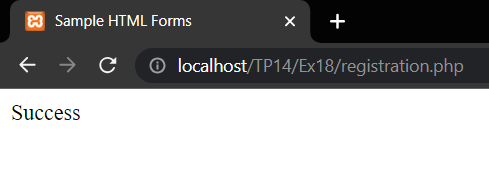 Sample HTML Forms
localhost/TP14/Ex18/registration.php
Success